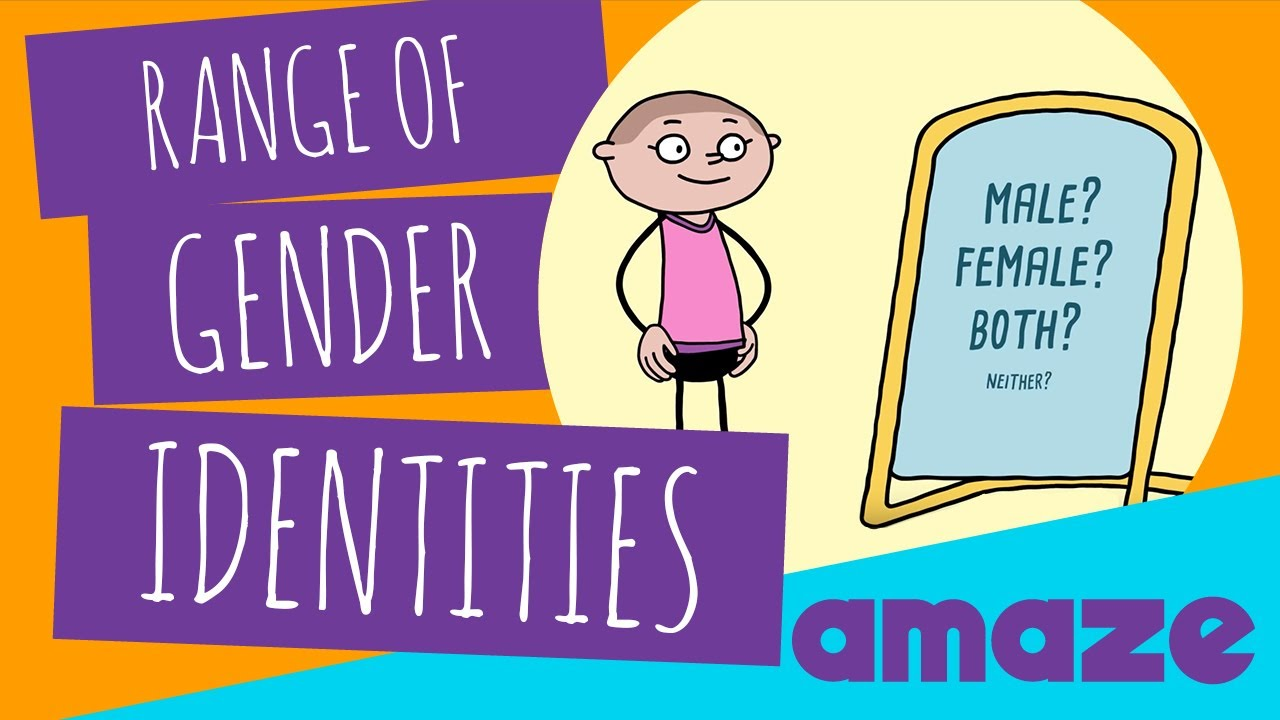 RANGE OF
GENDER
IDENTITIES
MALE?
FEMALE?
BOTH?
NEITHER?
amaze